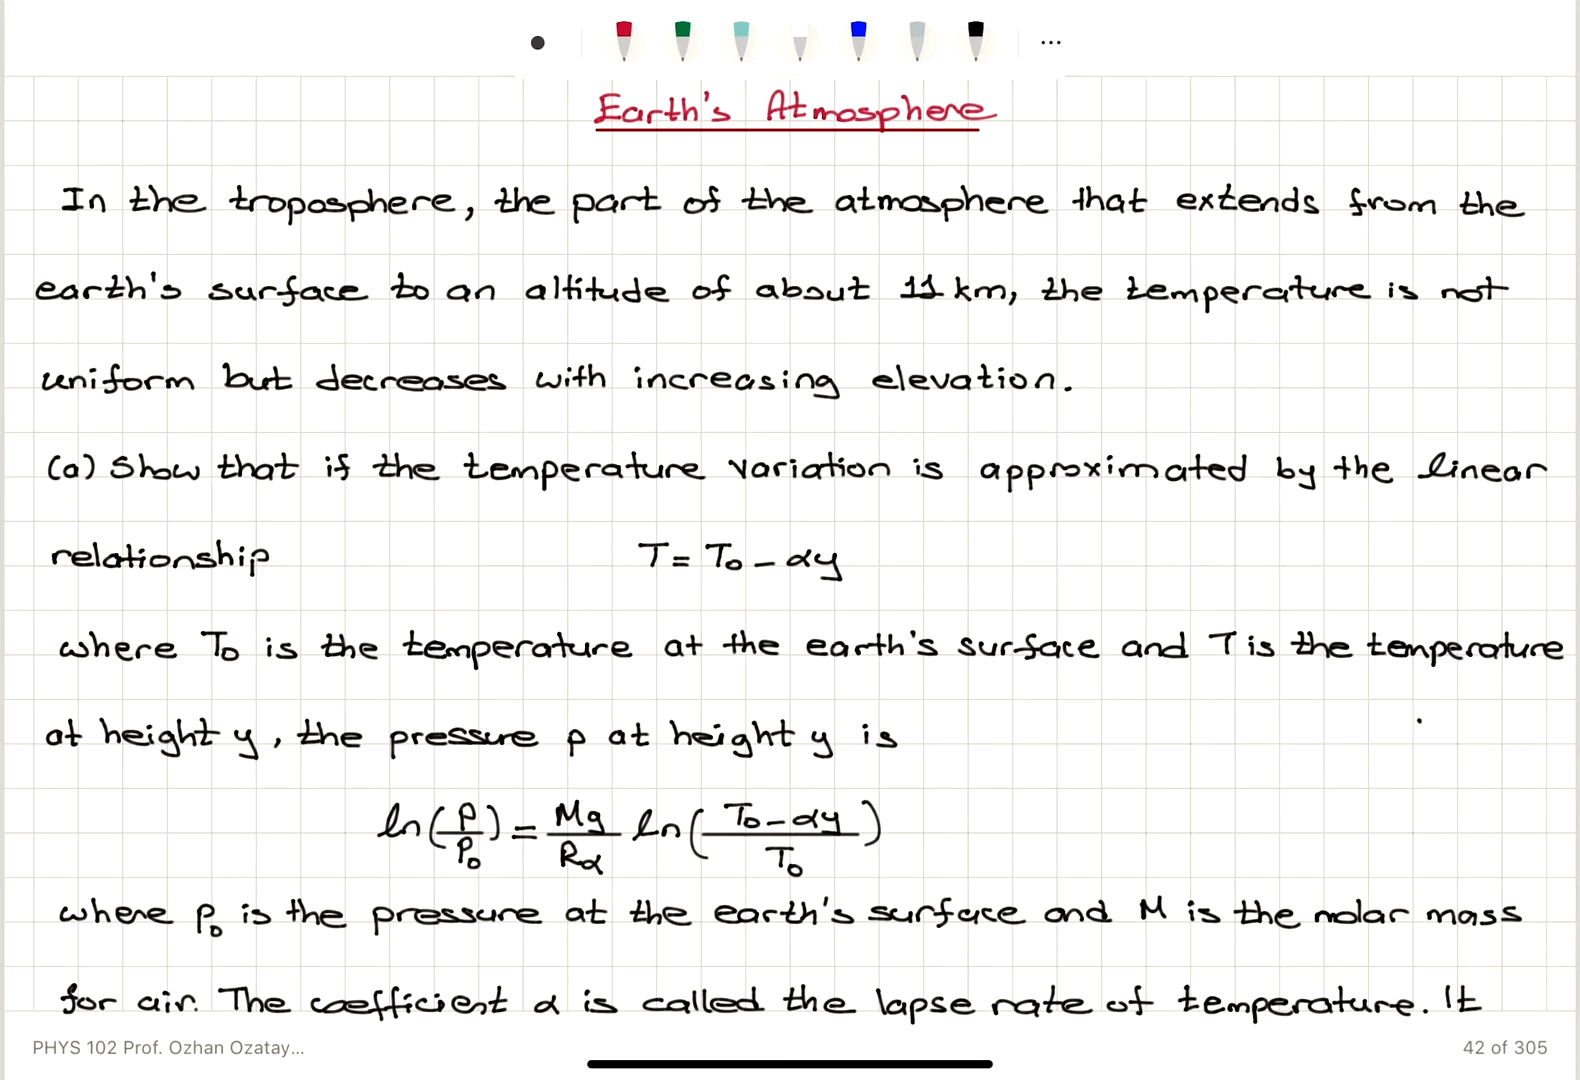 Earth's Atmosphere
In the troposphere, the part of the atmosphere that extends from the
earth's surface to an altitude of about 11 km, the temperature is not
uniform but decreases with increasing elevation.
(a) Show that if the temperature variation is approximated by the linear
relationship T = T₀ - αy
where T₀ is the temperature at the earth's surface and T is the temperature
at height y, the pressure p at height y is
ln(p/p₀) = Mg/Rα ln(T₀ - αy/T₀)
where p₀ is the pressure at the earth's surface and M is the molar mass
for air. The coefficient α is called the lapse rate of temperature. It
PHYS 102 Prof. Ozhan Ozatay...
42 of 305